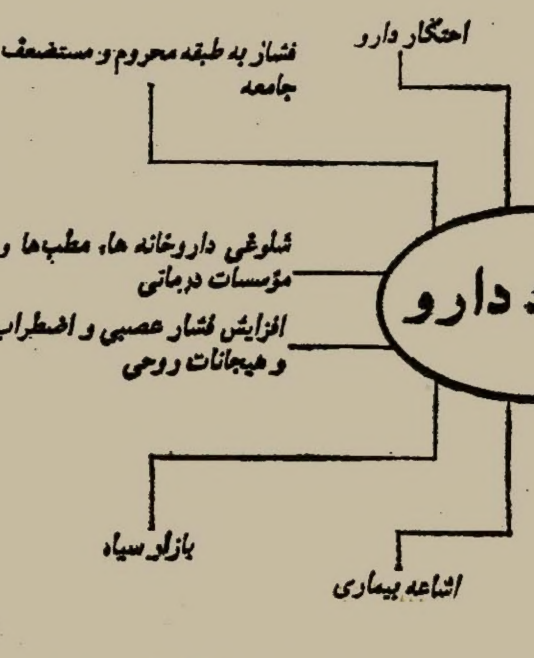 احتکار دارو
فشار به طبقه محروم و مستضعف
جامعه
شلوغی داروخانه ها، مطب‌ها و
مؤسسات درمانی
د دارو
افزایش فشار عصبی و اضطراب
و هیجانات روحی
بازار سیاه
اشاعه بیماری